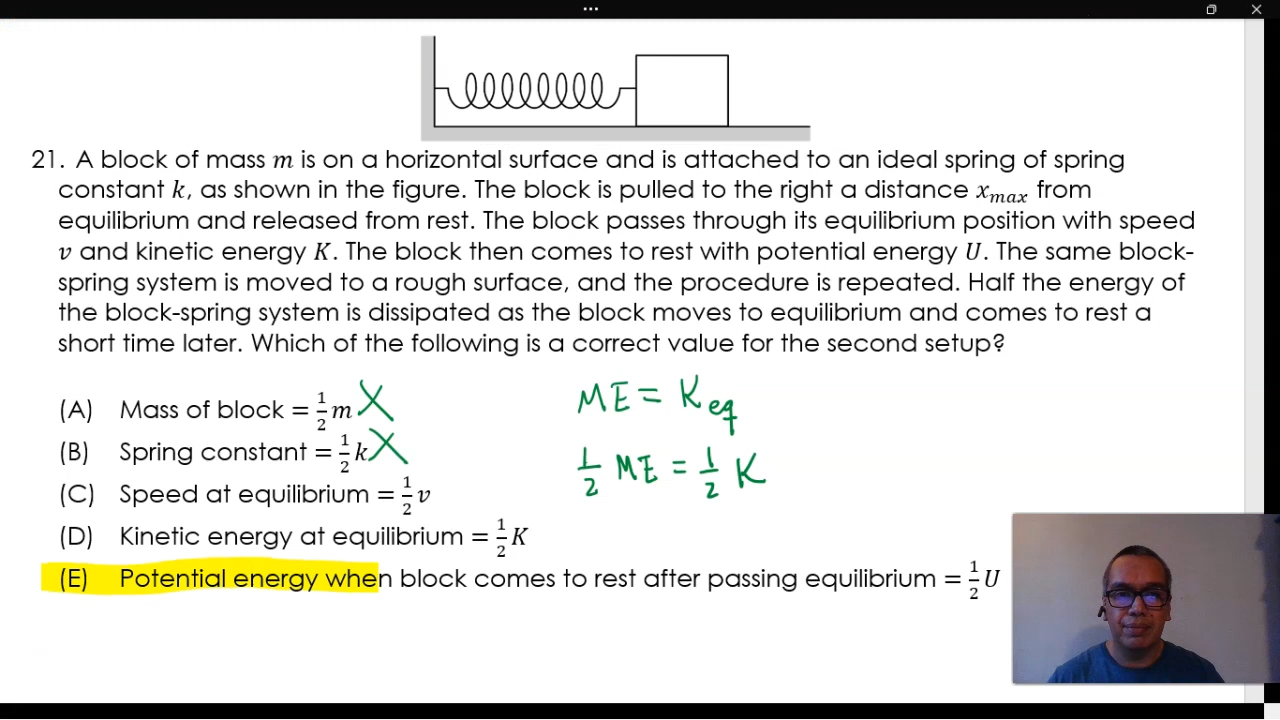 21. A block of mass m is on a horizontal surface and is attached to an ideal spring of spring
constant k, as shown in the figure. The block is pulled to the right a distance xₘₐₓ from
equilibrium and released from rest. The block passes through its equilibrium position with speed
v and kinetic energy K. The block then comes to rest with potential energy U. The same block-
spring system is moved to a rough surface, and the procedure is repeated. Half the energy of
the block-spring system is dissipated as the block moves to equilibrium and comes to rest a
short time later. Which of the following is a correct value for the second setup?
(A) Mass of block = 1/2 m X
(B) Spring constant = 1/2 k X
(C) Speed at equilibrium = 1/2 v
(D) Kinetic energy at equilibrium = 1/2 K
(E) Potential energy when block comes to rest after passing equilibrium = 1/2 U
ME = K eq
1/2 ME = 1/2 K